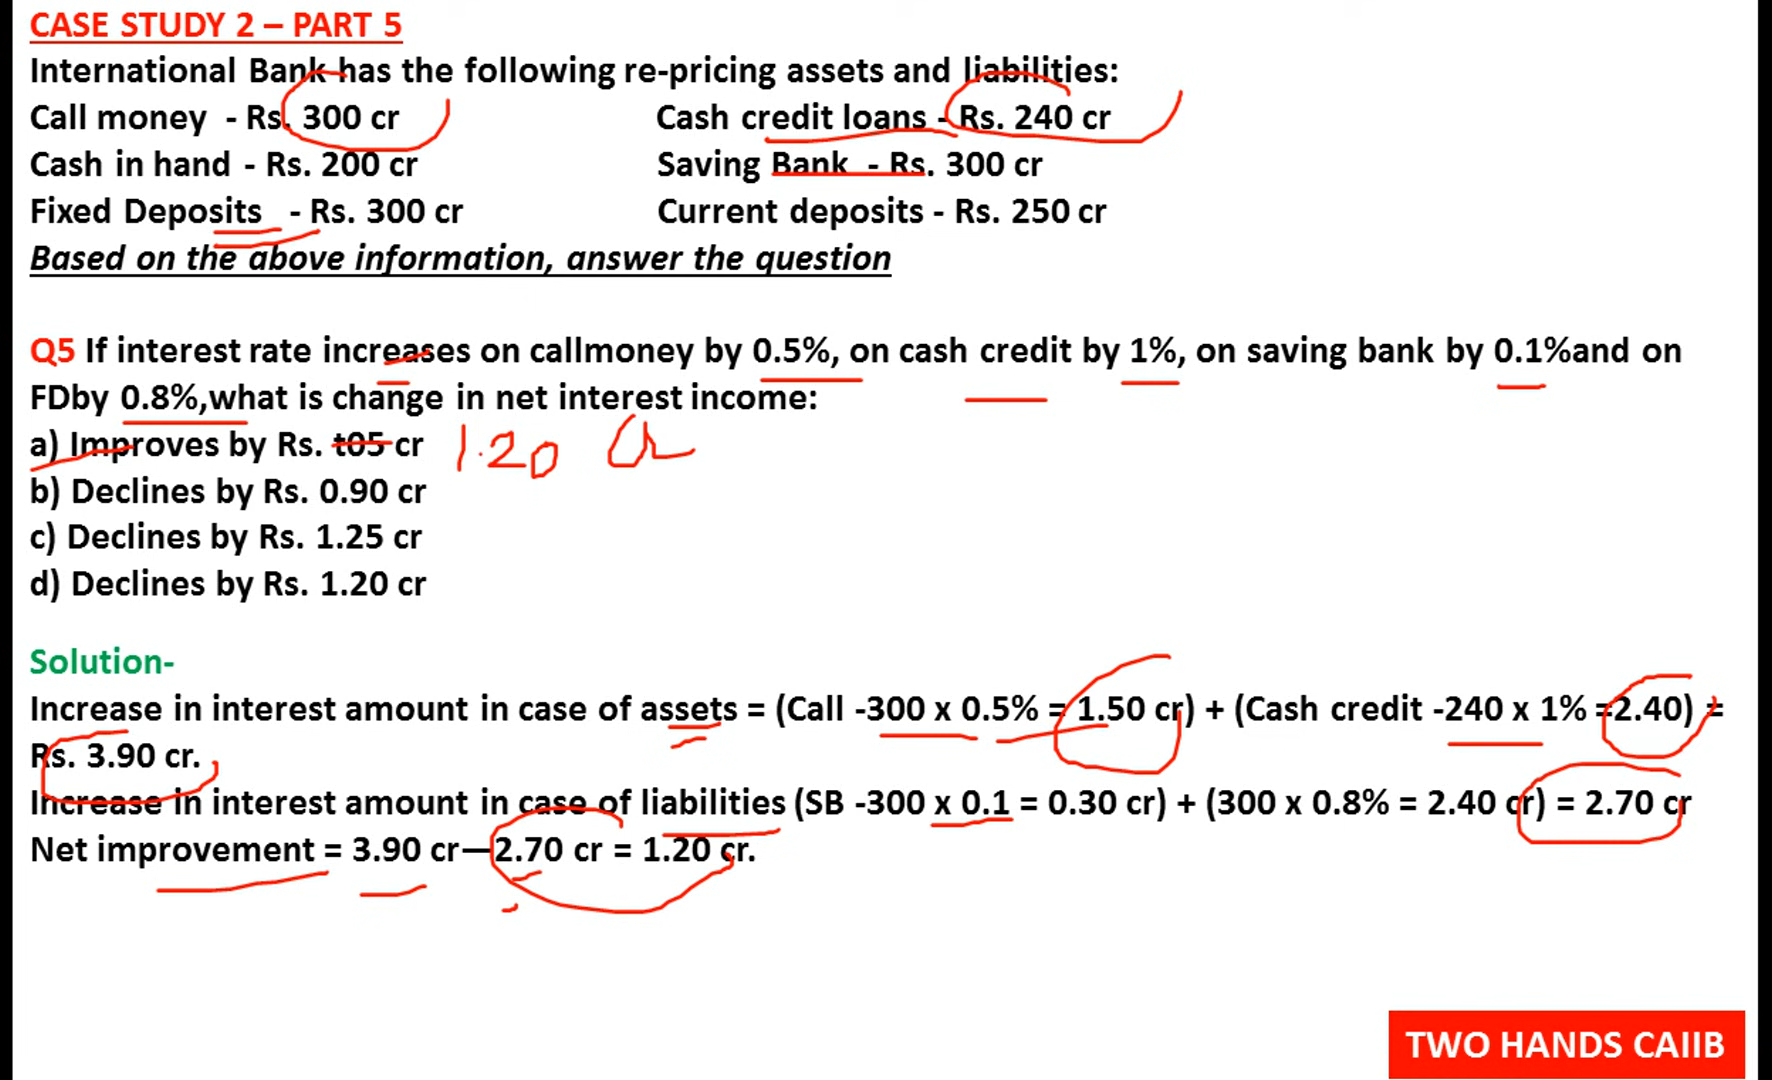 CASE STUDY 2 – PART 5
International Bank has the following re-pricing assets and liabilities:
Call money - Rs. 300 cr Cash credit loans - Rs. 240 cr
Cash in hand - Rs. 200 cr Saving Bank - Rs. 300 cr
Fixed Deposits - Rs. 300 cr Current deposits - Rs. 250 cr
Based on the above information, answer the question
Q5 If interest rate increases on callmoney by 0.5%, on cash credit by 1%, on saving bank by 0.1%and on
FDby 0.8%,what is change in net interest income:
a) Improves by Rs. t05 cr 1.20 Cr
b) Declines by Rs. 0.90 cr
c) Declines by Rs. 1.25 cr
d) Declines by Rs. 1.20 cr
Solution-
Increase in interest amount in case of assets = (Call -300 x 0.5% = 1.50 cr) + (Cash credit -240 x 1% =2.40) =
Rs. 3.90 cr.
Increase in interest amount in case of liabilities (SB -300 x 0.1 = 0.30 cr) + (300 x 0.8% = 2.40 cr) = 2.70 cr
Net improvement = 3.90 cr—2.70 cr = 1.20 cr.
TWO HANDS CAIIB